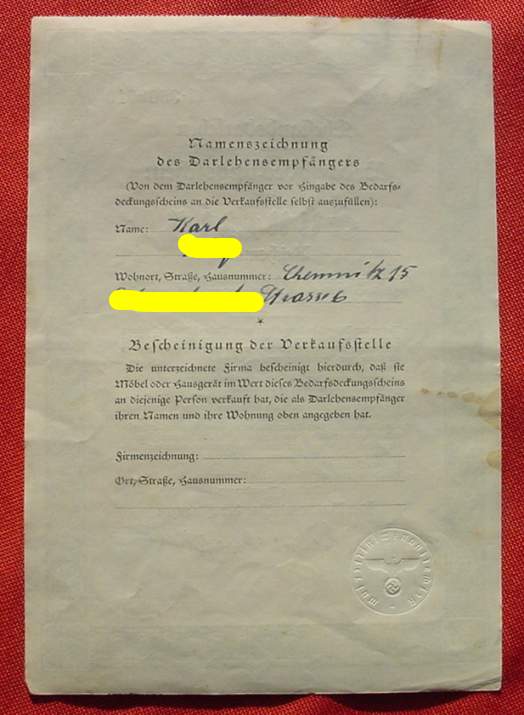 Namenszeichnung
des Darlehensempfängers
(Von dem Darlehensempfänger vor Hingabe des Bedarfs-
deckungsscheins an die Verkaufsstelle selbst auszufüllen):
Name: Karl
Wohnort, Straße, Hausnummer: Chemnitz 15
Strasse 6
*
Bescheinigung der Verkaufsstelle
Die unterzeichnete Firma bescheinigt hierdurch, daß sie
Möbel oder Hausgerät im Wert dieses Bedarfsdeckungsscheins
an diejenige Person verkauft hat, die als Darlehensempfänger
ihren Namen und ihre Wohnung oben angegeben hat.
Firmenzeichnung:
Ort, Straße, Hausnummer: